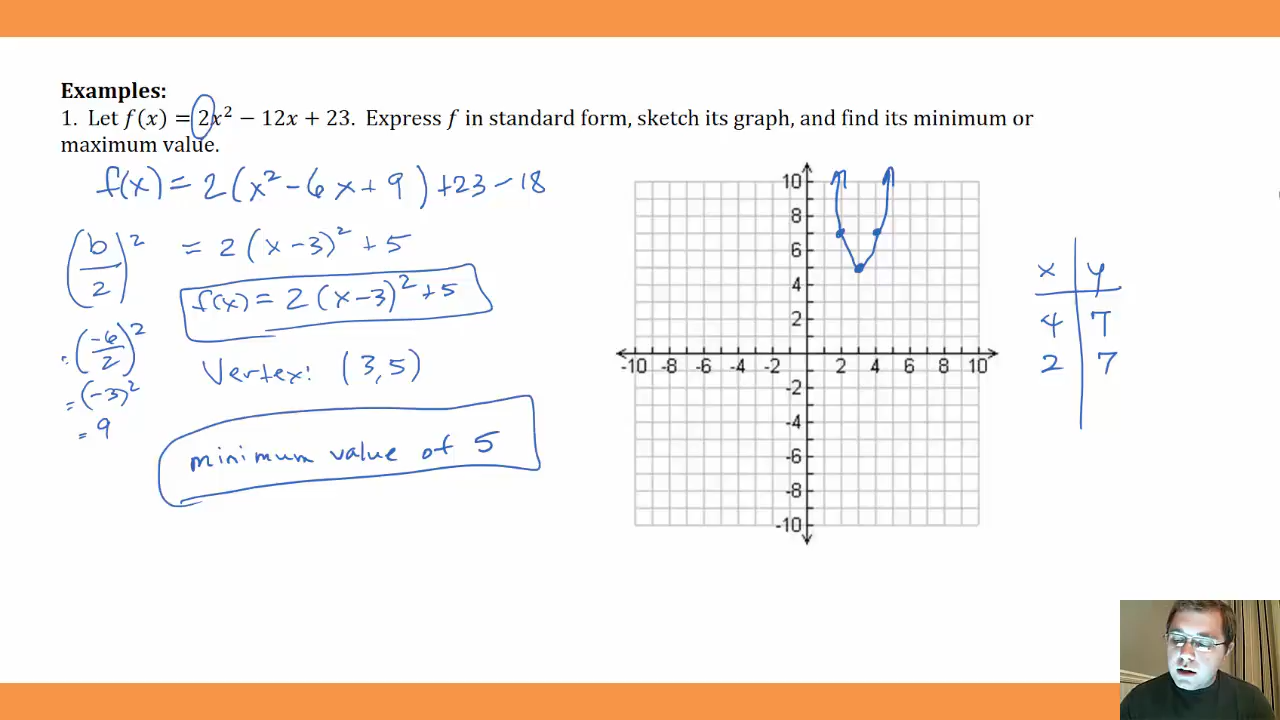 Examples:
1. Let f(x) = 2x² − 12x + 23. Express f in standard form, sketch its graph, and find its minimum or
maximum value.
f(x) = 2(x² − 6x + 9) + 23 − 18
(b/2)²
= 2(x − 3)² + 5
f(x) = 2(x − 3)² + 5
= (-6/2)²
= (-3)²
= 9
Vertex: (3, 5)
minimum value of 5
10
8
6
4
2
-10 -8 -6 -4 -2 2 4 6 8 10
-2
-4
-6
-8
-10
x y
4 7
2 7